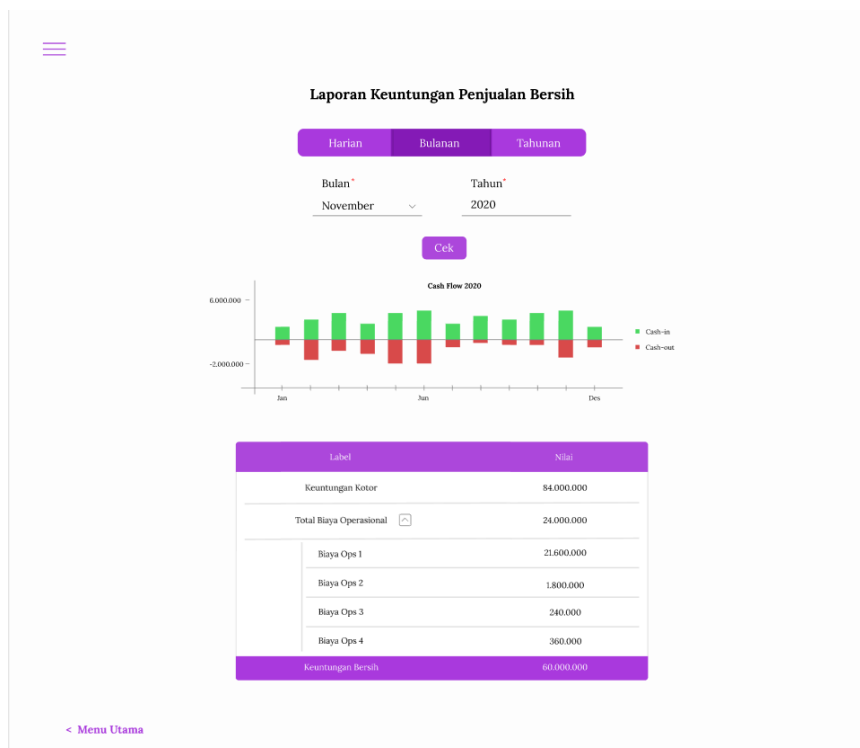 Laporan Keuntungan Penjualan Bersih
Harian Bulanan Tahunan
Bulan* Tahun*
November 2020
Cek
Cash Flow 2020
6.000.000
Cash-in
Cash-out
-2.000.000
Jan Jun Des
Label Nilai
Keuntungan Kotor 84.000.000
Total Biaya Operasional 24.000.000
Biaya Ops 1 21.600.000
Biaya Ops 2 1.800.000
Biaya Ops 3 240.000
Biaya Ops 4 360.000
Keuntungan Bersih 60.000.000
< Menu Utama